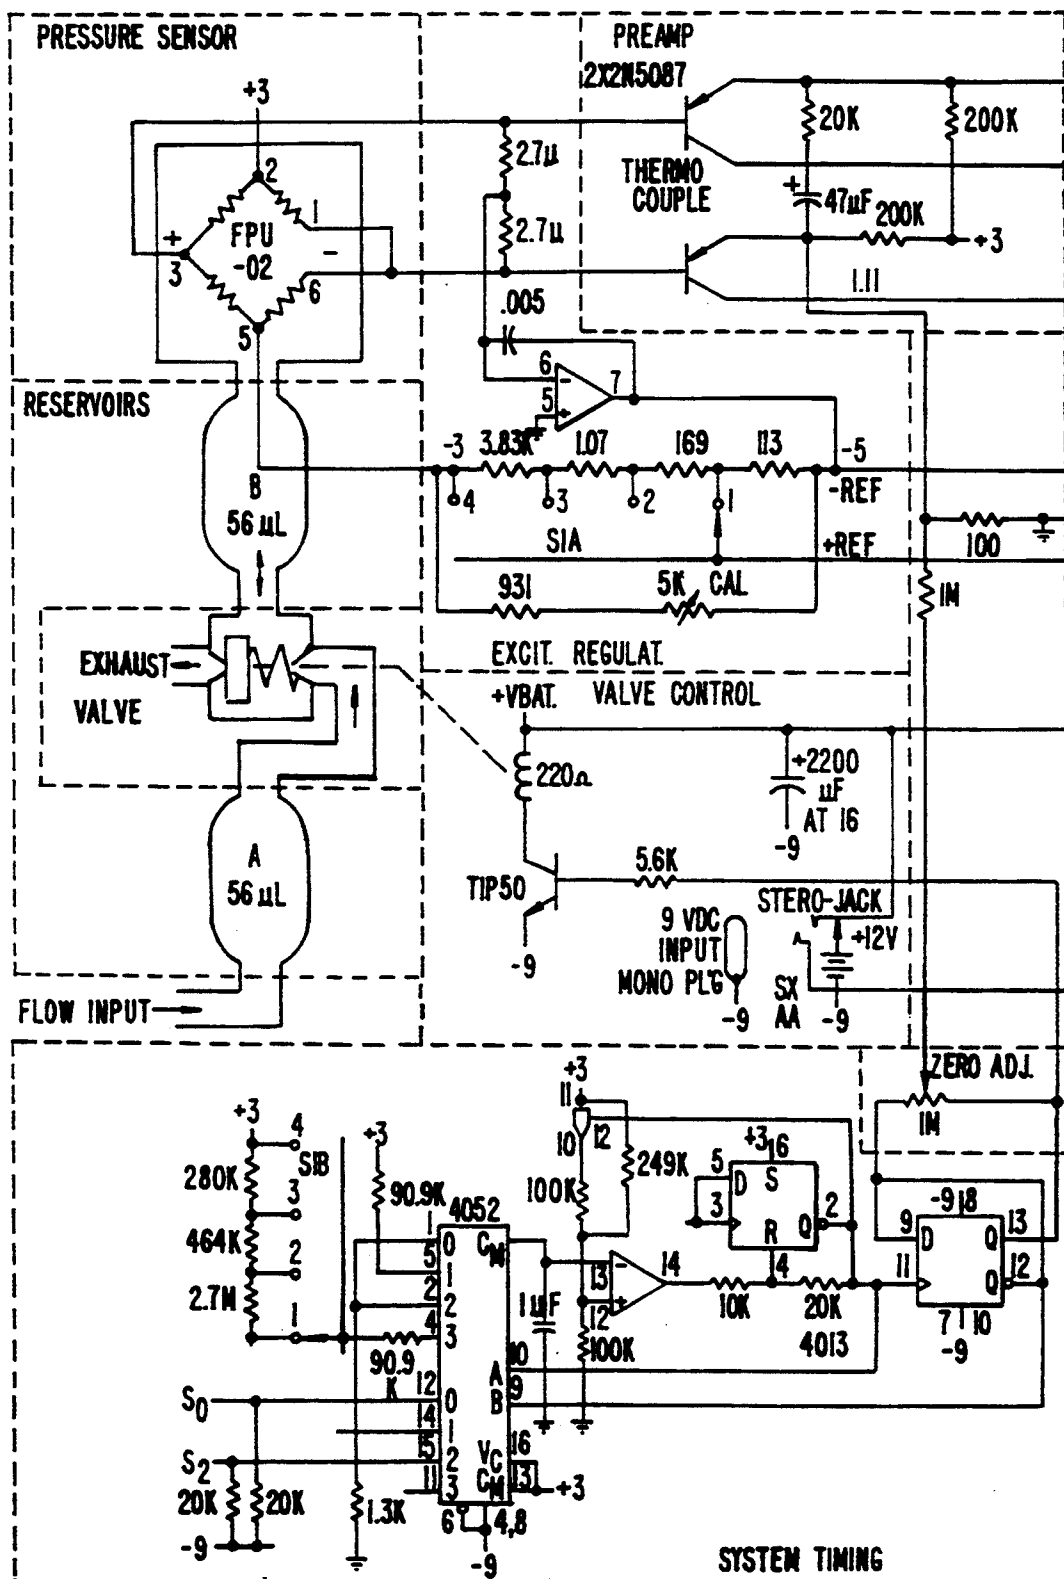 PRESSURE SENSOR
+3
2
1
FPU
-02
+
-
3
6
5
PREAMP
2X2N5087
20K
200K
THERMO
COUPLE
+
47µF
200K
+3
1.11
2.7µ
2.7µ
.005
6
-
5
+
7
RESERVOIRS
B
56 µL
-3
3.83K
1.07
169
113
-5
4
3
2
1
-REF
S1A
+REF
100
931
5K
CAL
1M
EXCIT. REGULAT.
EXHAUST
VALVE
+VBAT.
VALVE CONTROL
220Ω
+2200
µF
AT 16
-9
A
56 µL
TIP50
5.6K
-9
STERO-JACK
9 VDC
INPUT
MONO PL'G
-9
+12V
SX
AA
-9
FLOW INPUT
ZERO ADJ.
1M
+3
4
280K
S1B
3
464K
2
2.7M
1
+3
90.9K
90.9
K
4052
1
0
5
1
2
2
4
3
CM
10
A
9
B
12
0
14
1
15
2
11
3
VC
16
CM
13
+3
6
4,8
-9
+3
11
10
12
100K
249K
1µF
13
-
12
+
14
100K
10K
20K
4013
+3
6
5
D
S
3
R
Q
2
4
-9
8
9
D
Q
13
11
Q
12
7
10
-9
S0
S2
20K
20K
-9
1.3K
SYSTEM TIMING